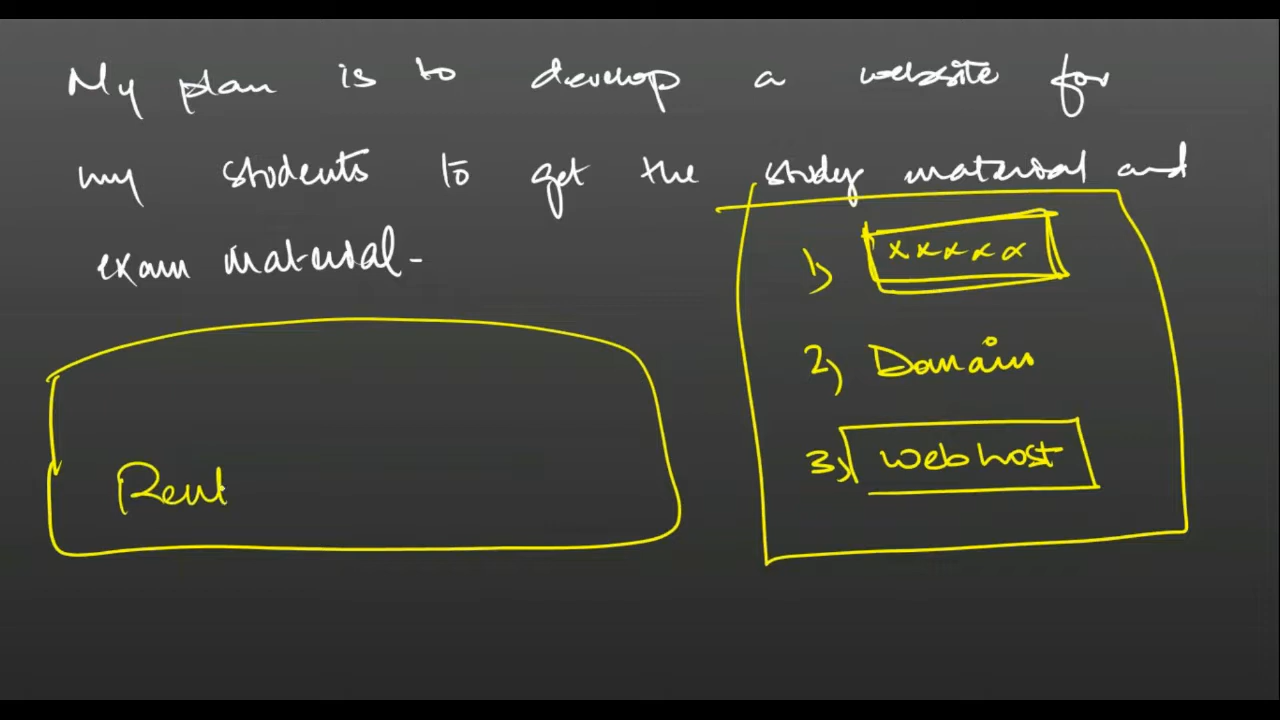 My plan is to develop a website for
my students to get the study material and
exam material -
1) xxxxx
2) Domain
3) webhost
Rent